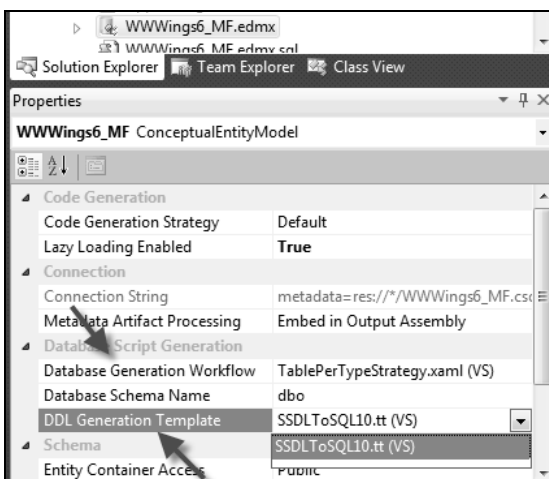 WWWings6_MF.edmx
WWWings6_MF.edmx.sql
Solution Explorer Team Explorer Class View
Properties
WWWings6_MF ConceptualEntityModel
Code Generation
Code Generation Strategy Default
Lazy Loading Enabled True
Connection
Connection String metadata=res://*/WWWings6_MF.csd
Metadata Artifact Processing Embed in Output Assembly
Database Script Generation
Database Generation Workflow TablePerTypeStrategy.xaml (VS)
Database Schema Name dbo
DDL Generation Template SSDLToSQL10.tt (VS)
SSDLToSQL10.tt (VS)
Schema
Entity Container Access Public